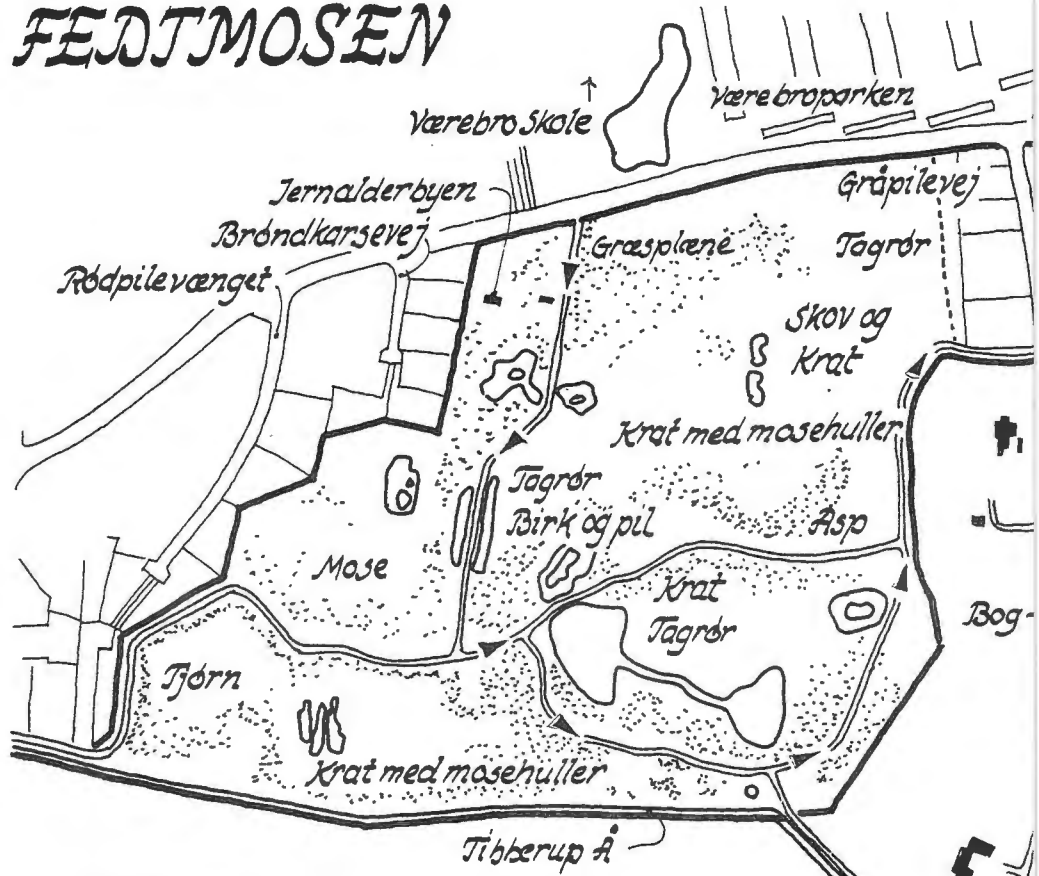 FEDTMOSEN
Værebro Skole
Værebroparken
Jernalderbyen
Gråpilevej
Brøndkarsevej
Græsplæne
Tagrør
Rødpilevænget
Skov og
Krat
Krat med mosehuller
Tagrør
Birk og pil
Asp
Mose
Krat
Tagrør
Bog-
Tjørn
Krat med mosehuller
Tibberup Å